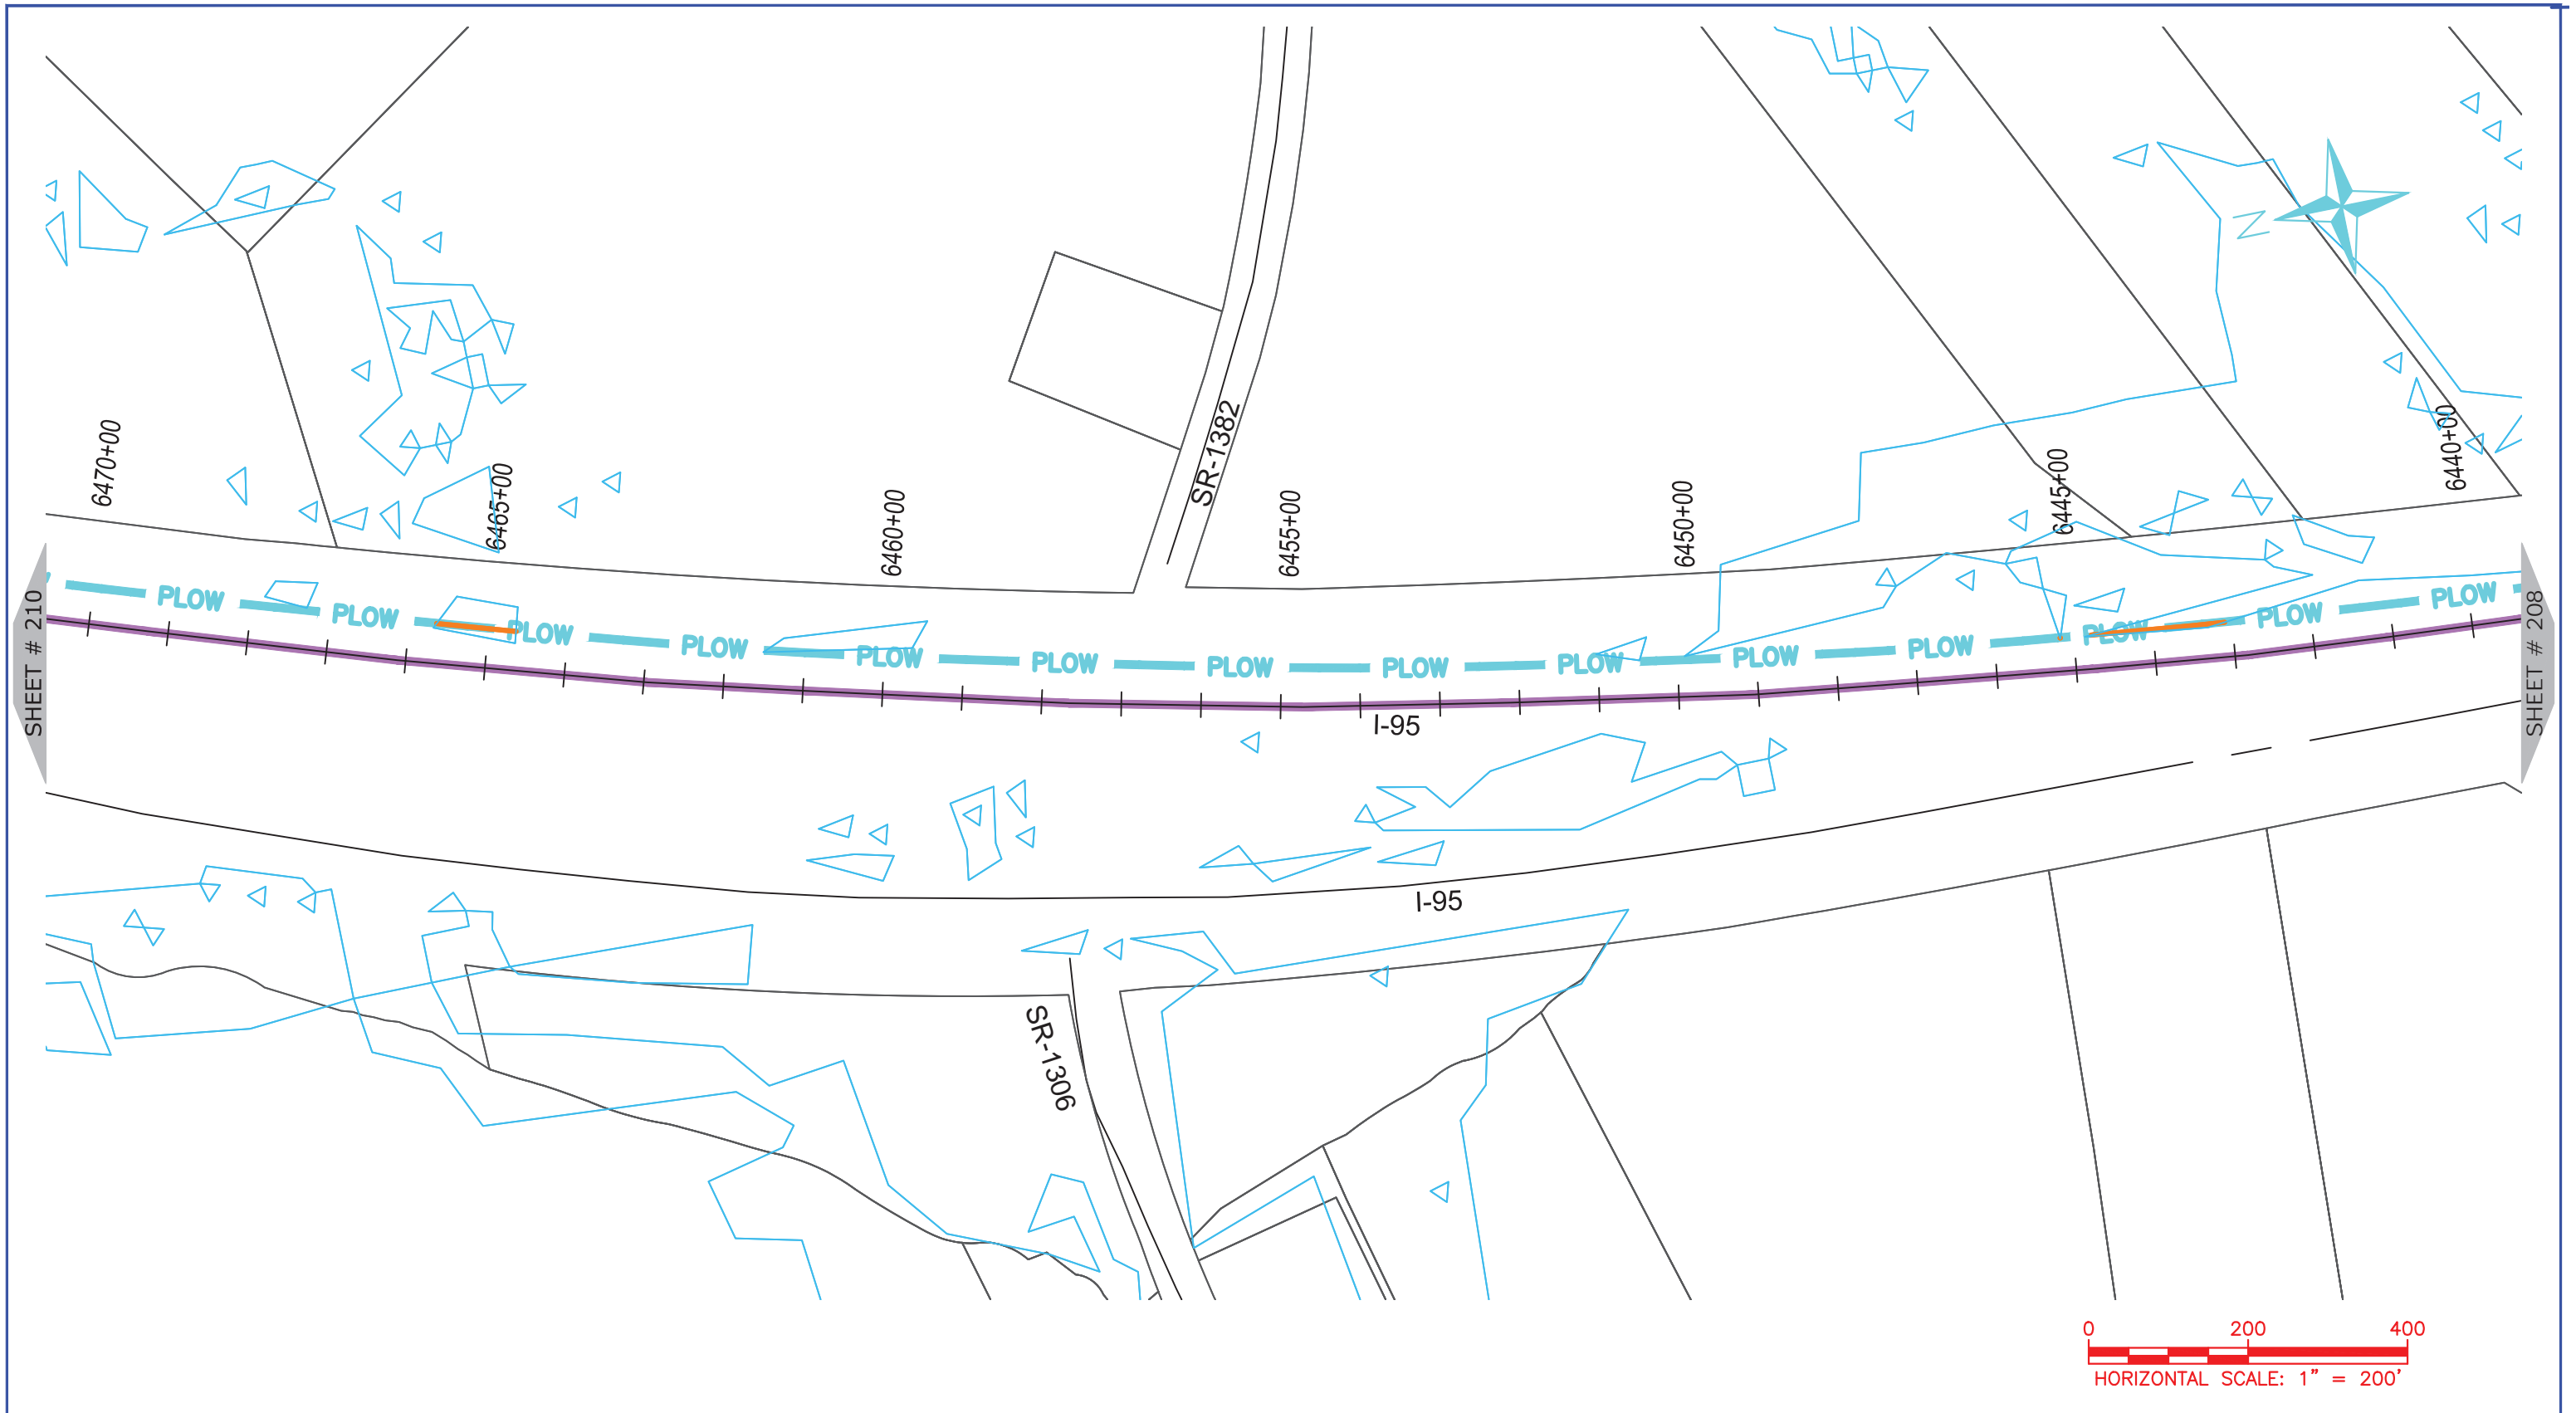 N
SR-1382
6470+00
6465+00
6460+00
6455+00
6450+00
6445+00
6440+00
SHEET # 210
PLOW PLOW PLOW PLOW PLOW PLOW PLOW PLOW PLOW PLOW PLOW PLOW PLOW PLOW
SHEET # 208
I-95
I-95
SR-1306
0 200 400
HORIZONTAL SCALE: 1” = 200’